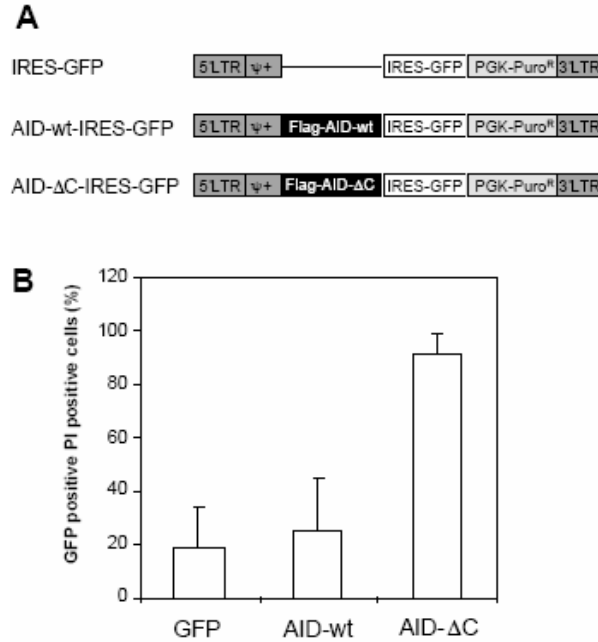 A
IRES-GFP 5'LTR ψ+ IRES-GFP PGK-Puroᴿ 3'LTR
AID-wt-IRES-GFP 5'LTR ψ+ Flag-AID-wt IRES-GFP PGK-Puroᴿ 3'LTR
AID-ΔC-IRES-GFP 5'LTR ψ+ Flag-AID-ΔC IRES-GFP PGK-Puroᴿ 3'LTR
B
GFP positive PI positive cells (%)
120
100
80
60
40
20
0
GFP AID-wt AID-ΔC